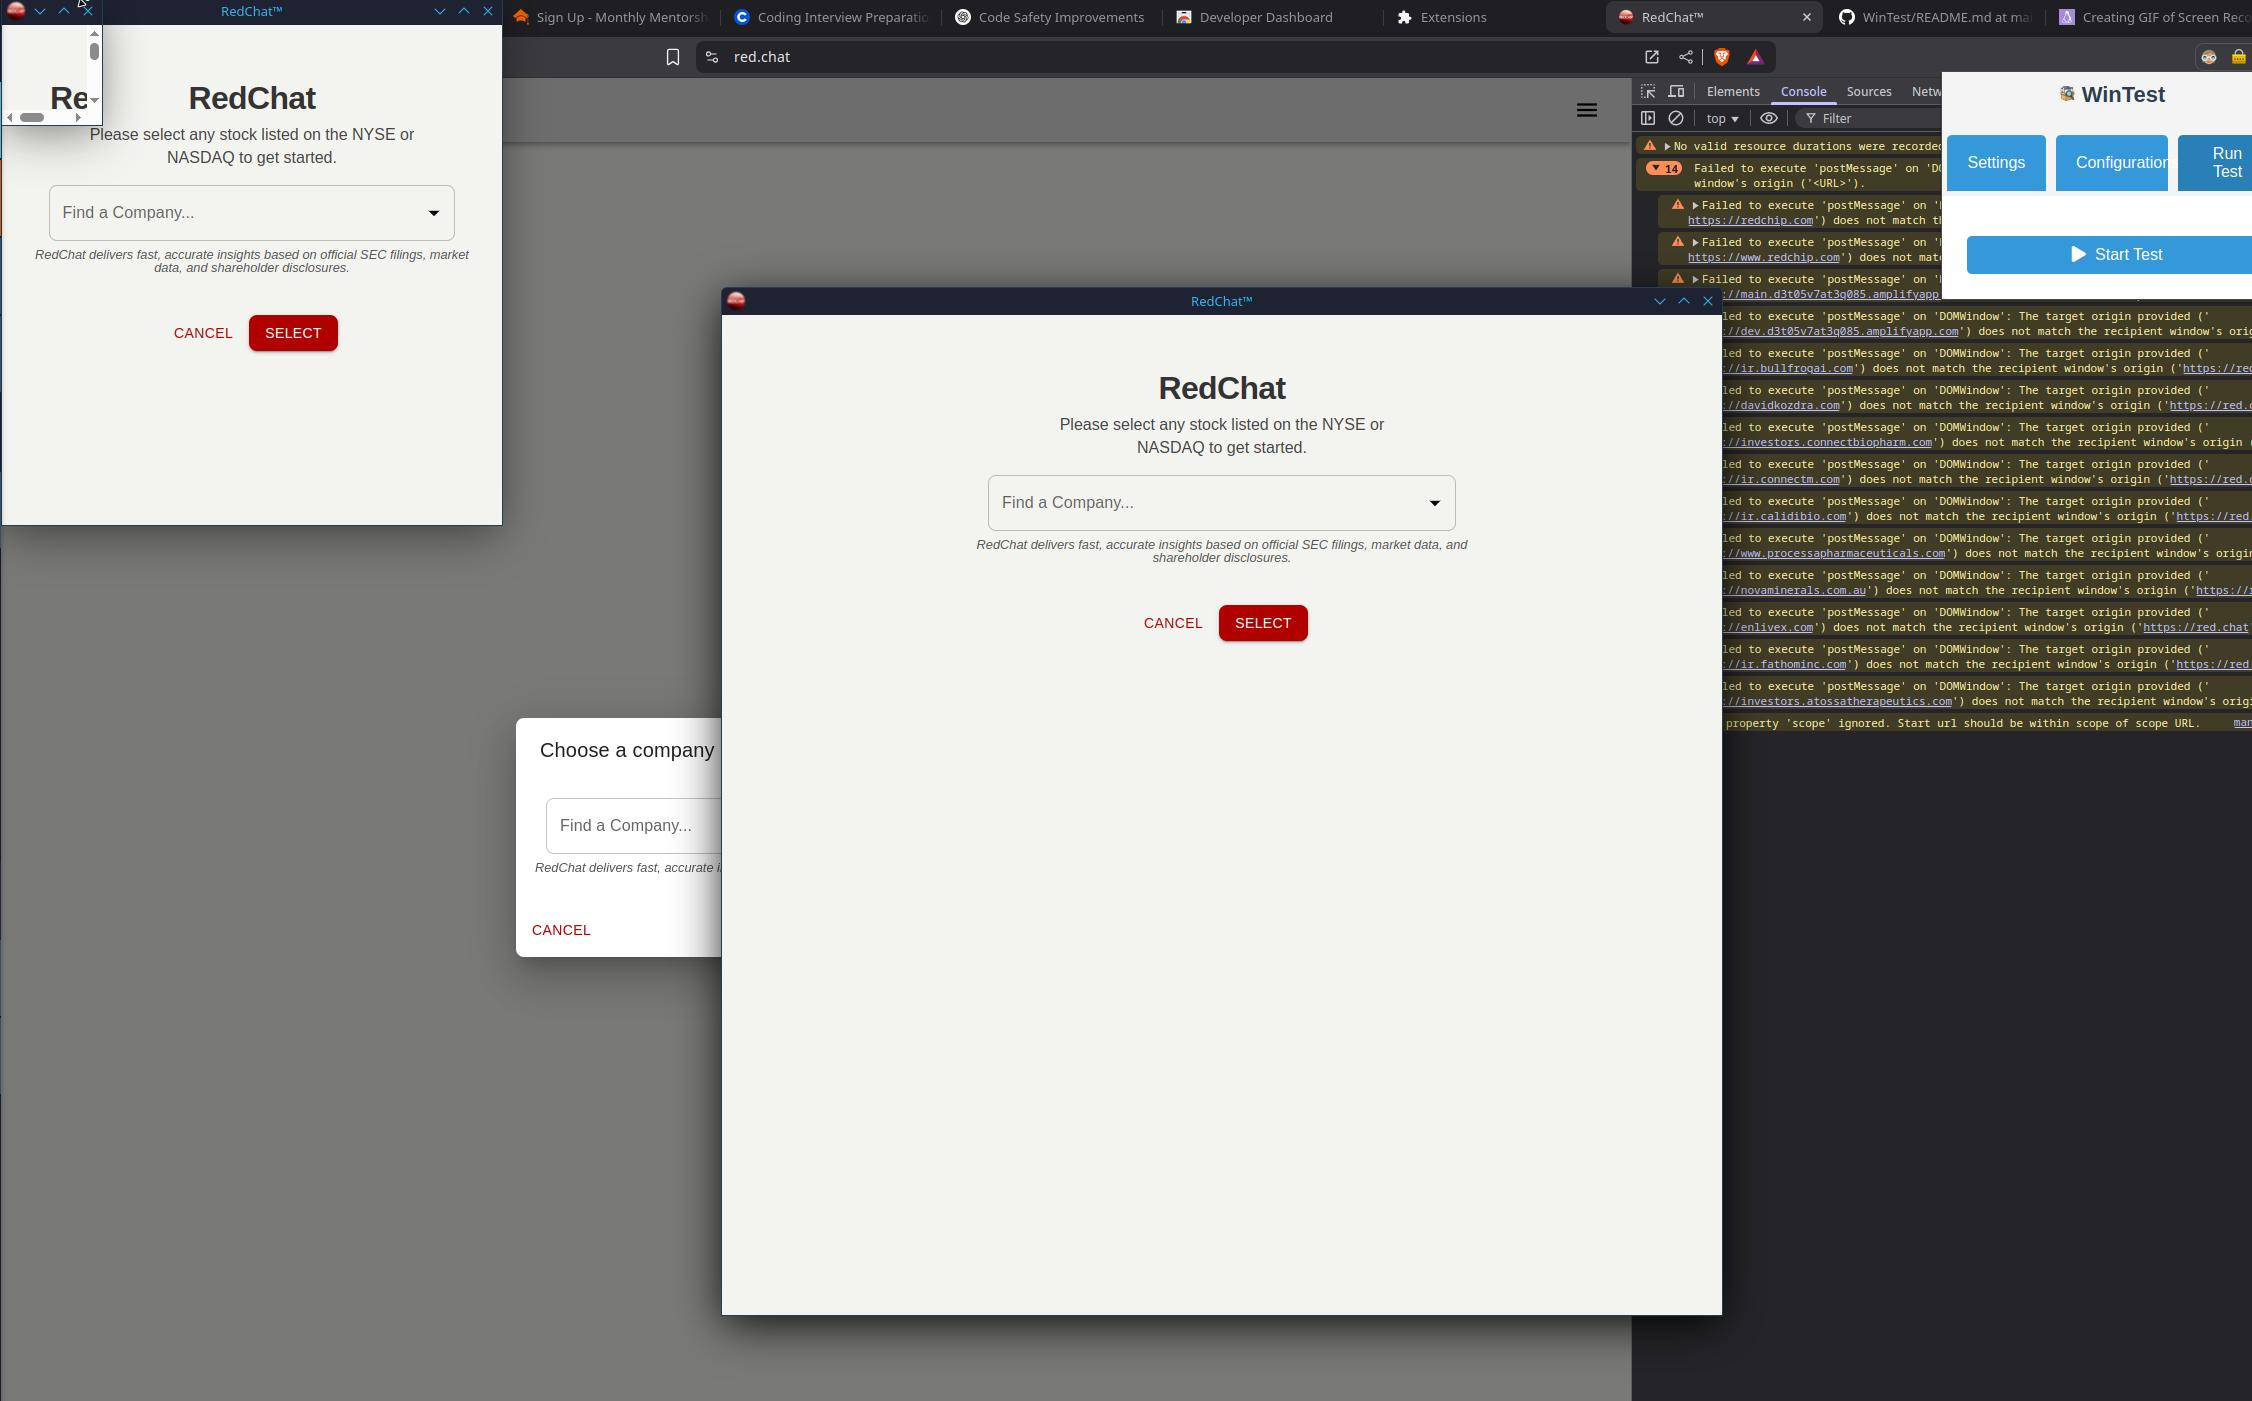 RedChat™
Sign Up - Monthly Mentorsh
Coding Interview Preparatio
Code Safety Improvements
Developer Dashboard
Extensions
RedChat™
WinTest/README.md at mai
Creating GIF of Screen Reco
red.chat
Re
RedChat
Please select any stock listed on the NYSE or
NASDAQ to get started.
Find a Company...
RedChat delivers fast, accurate insights based on official SEC filings, market
data, and shareholder disclosures.
CANCEL
SELECT
Choose a company
Find a Company...
RedChat delivers fast, accurate i
CANCEL
RedChat™
RedChat
Please select any stock listed on the NYSE or
NASDAQ to get started.
Find a Company...
RedChat delivers fast, accurate insights based on official SEC filings, market data, and
shareholder disclosures.
CANCEL
SELECT
Elements
Console
Sources
Netw
top
Filter
No valid resource durations were recorded
14
Failed to execute 'postMessage' on 'DO
window's origin ('<URL>').
Failed to execute 'postMessage' on '
https://redchip.com') does not match th
Failed to execute 'postMessage' on '
https://www.redchip.com') does not matc
Failed to execute 'postMessage' on '
://main.d3t05v7at3q085.amplifyapp
led to execute 'postMessage' on 'DOMWindow': The target origin provided ('
://dev.d3t05v7at3q085.amplifyapp.com') does not match the recipient window's orig
led to execute 'postMessage' on 'DOMWindow': The target origin provided ('
://ir.bullfrogai.com') does not match the recipient window's origin ('https://red
led to execute 'postMessage' on 'DOMWindow': The target origin provided ('
://davidkozdra.com') does not match the recipient window's origin ('https://red.c
led to execute 'postMessage' on 'DOMWindow': The target origin provided ('
://investors.connectbiopharm.com') does not match the recipient window's origin (
led to execute 'postMessage' on 'DOMWindow': The target origin provided ('
://ir.connectm.com') does not match the recipient window's origin ('https://red.c
led to execute 'postMessage' on 'DOMWindow': The target origin provided ('
://ir.calidibio.com') does not match the recipient window's origin ('https://red.
led to execute 'postMessage' on 'DOMWindow': The target origin provided ('
://www.processapharmaceuticals.com') does not match the recipient window's origin
led to execute 'postMessage' on 'DOMWindow': The target origin provided ('
://novaminerals.com.au') does not match the recipient window's origin ('https://r
led to execute 'postMessage' on 'DOMWindow': The target origin provided ('
://enlivex.com') does not match the recipient window's origin ('https://red.chat'
led to execute 'postMessage' on 'DOMWindow': The target origin provided ('
://ir.fathominc.com') does not match the recipient window's origin ('https://red.
led to execute 'postMessage' on 'DOMWindow': The target origin provided ('
://investors.atossatherapeutics.com') does not match the recipient window's origi
property 'scope' ignored. Start url should be within scope of scope URL.
man
WinTest
Settings
Configuration
Run
Test
Start Test